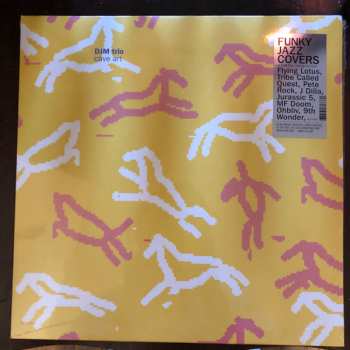 DJM trio
cave art
FUNKY
JAZZ
COVERS
Flying Lotus,
Tribe Called
Quest, Pete
Rock, J Dilla,
Jurassic 5,
MF Doom,
Ohbliv, 9th
Wonder,